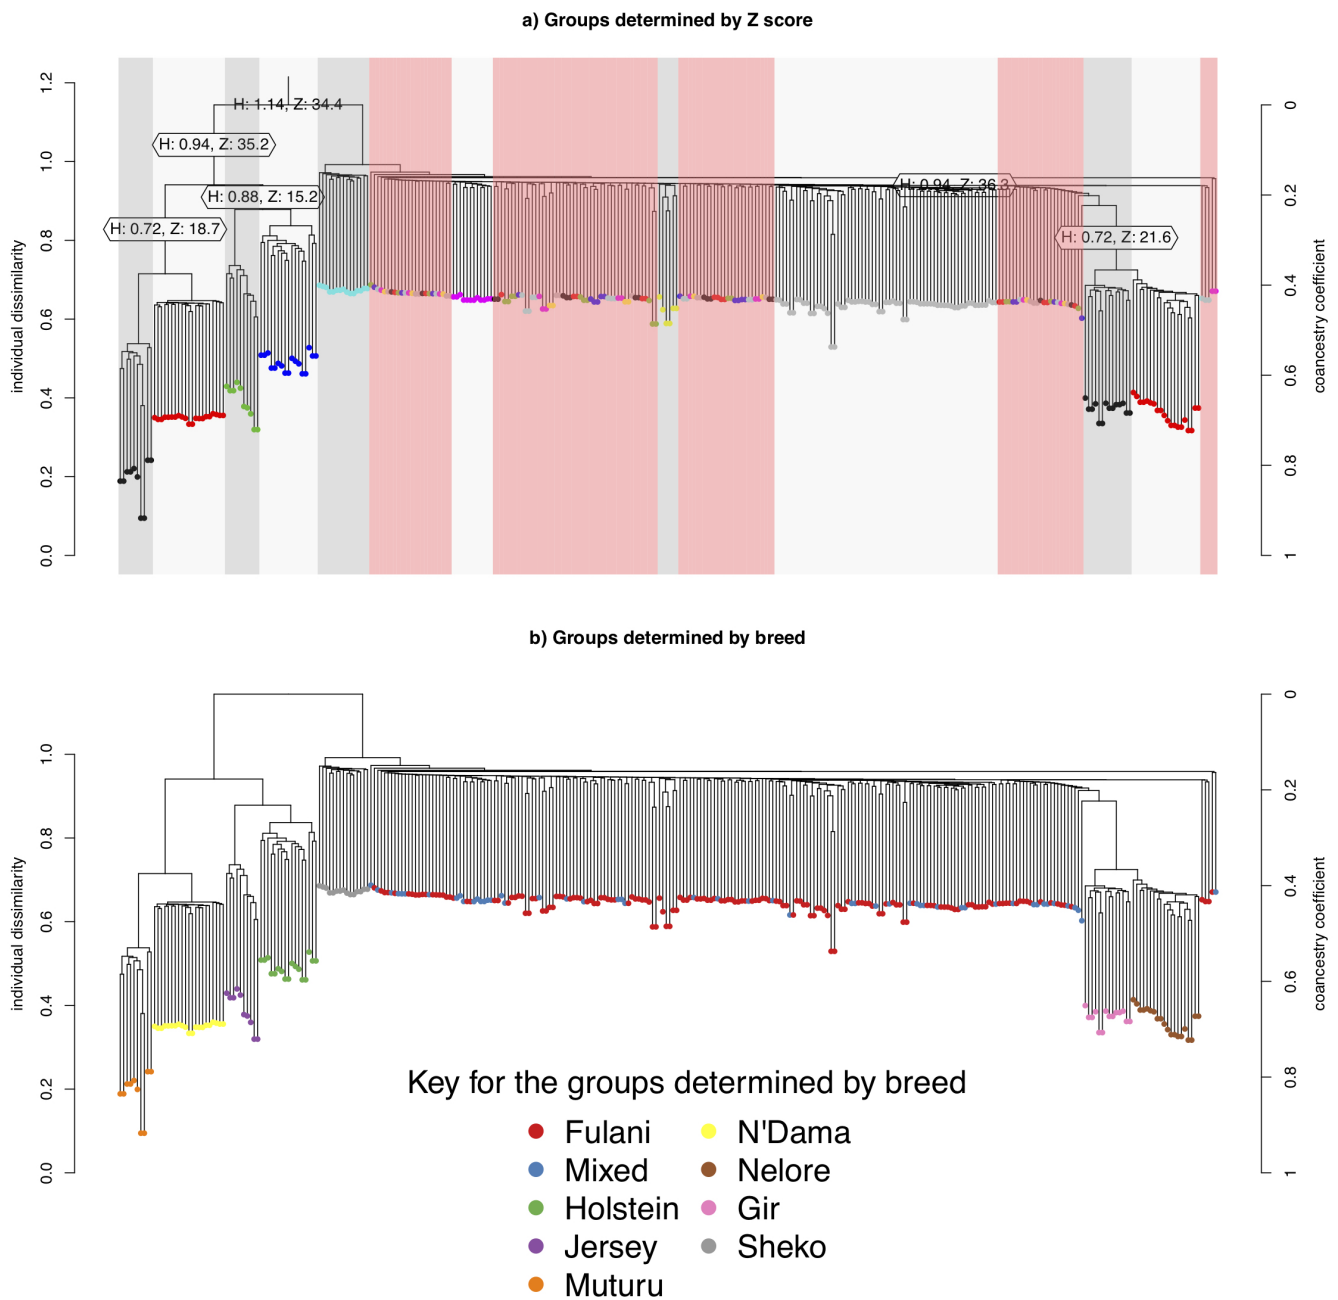 a) Groups determined by Z score
individual dissimilarity
0.0
0.2
0.4
0.6
0.8
1.0
1.2
H: 1.14, Z: 34.4
H: 0.94, Z: 35.2
H: 0.88, Z: 15.2
H: 0.72, Z: 18.7
H: 0.94, Z: 36.3
H: 0.72, Z: 21.6
0
0.2
0.4
0.6
0.8
1
coancestry coefficient
b) Groups determined by breed
individual dissimilarity
0.0
0.2
0.4
0.6
0.8
1.0
0
0.2
0.4
0.6
0.8
1
coancestry coefficient
Key for the groups determined by breed
Fulani
Mixed
Holstein
Jersey
Muturu
N'Dama
Nelore
Gir
Sheko